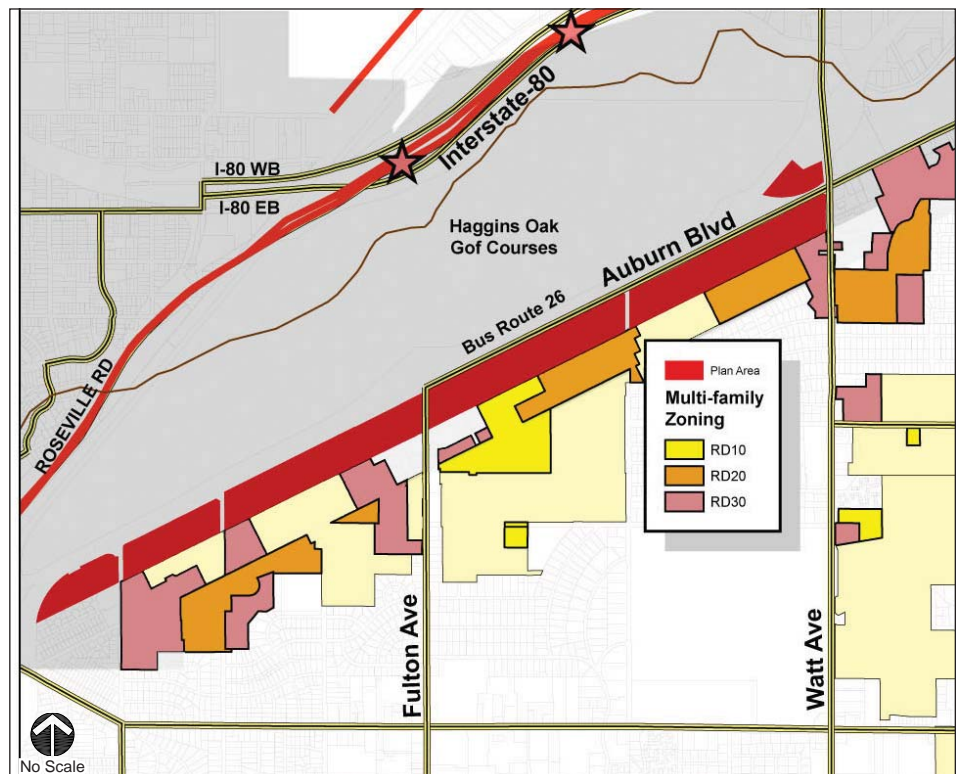 Interstate-80
I-80 WB
I-80 EB
Haggins Oak
Gof Courses
Auburn Blvd
Bus Route 26
ROSEVILLE RD
Plan Area
Multi-family
Zoning
RD10
RD20
RD30
Fulton Ave
Watt Ave
No Scale